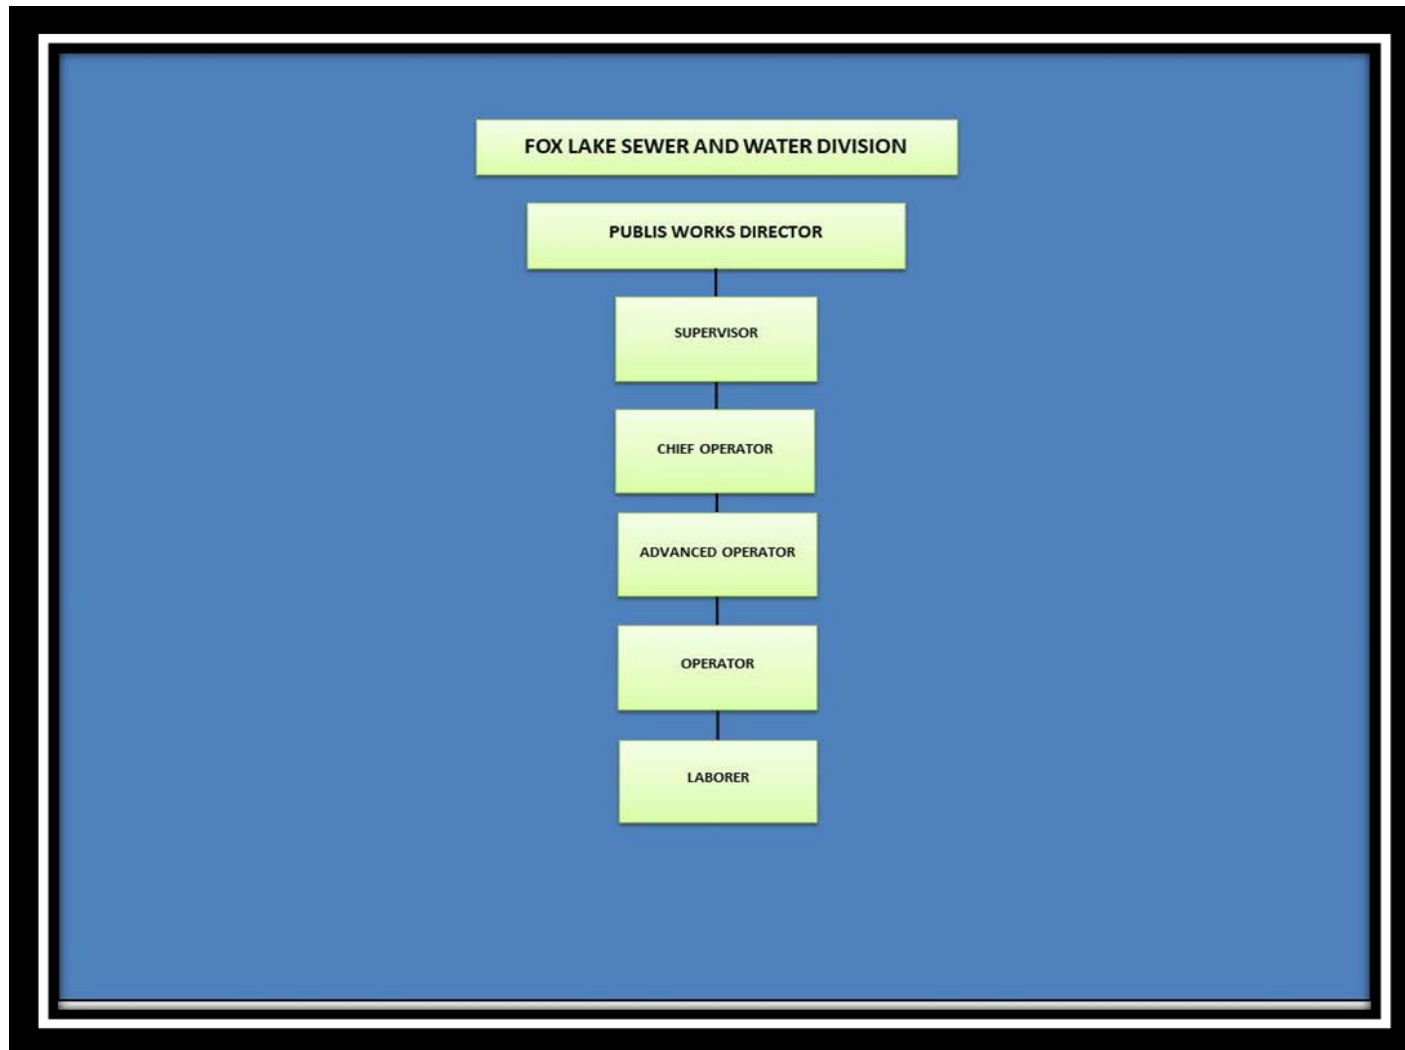 FOX LAKE SEWER AND WATER DIVISION
PUBLIS WORKS DIRECTOR
SUPERVISOR
CHIEF OPERATOR
ADVANCED OPERATOR
OPERATOR
LABORER